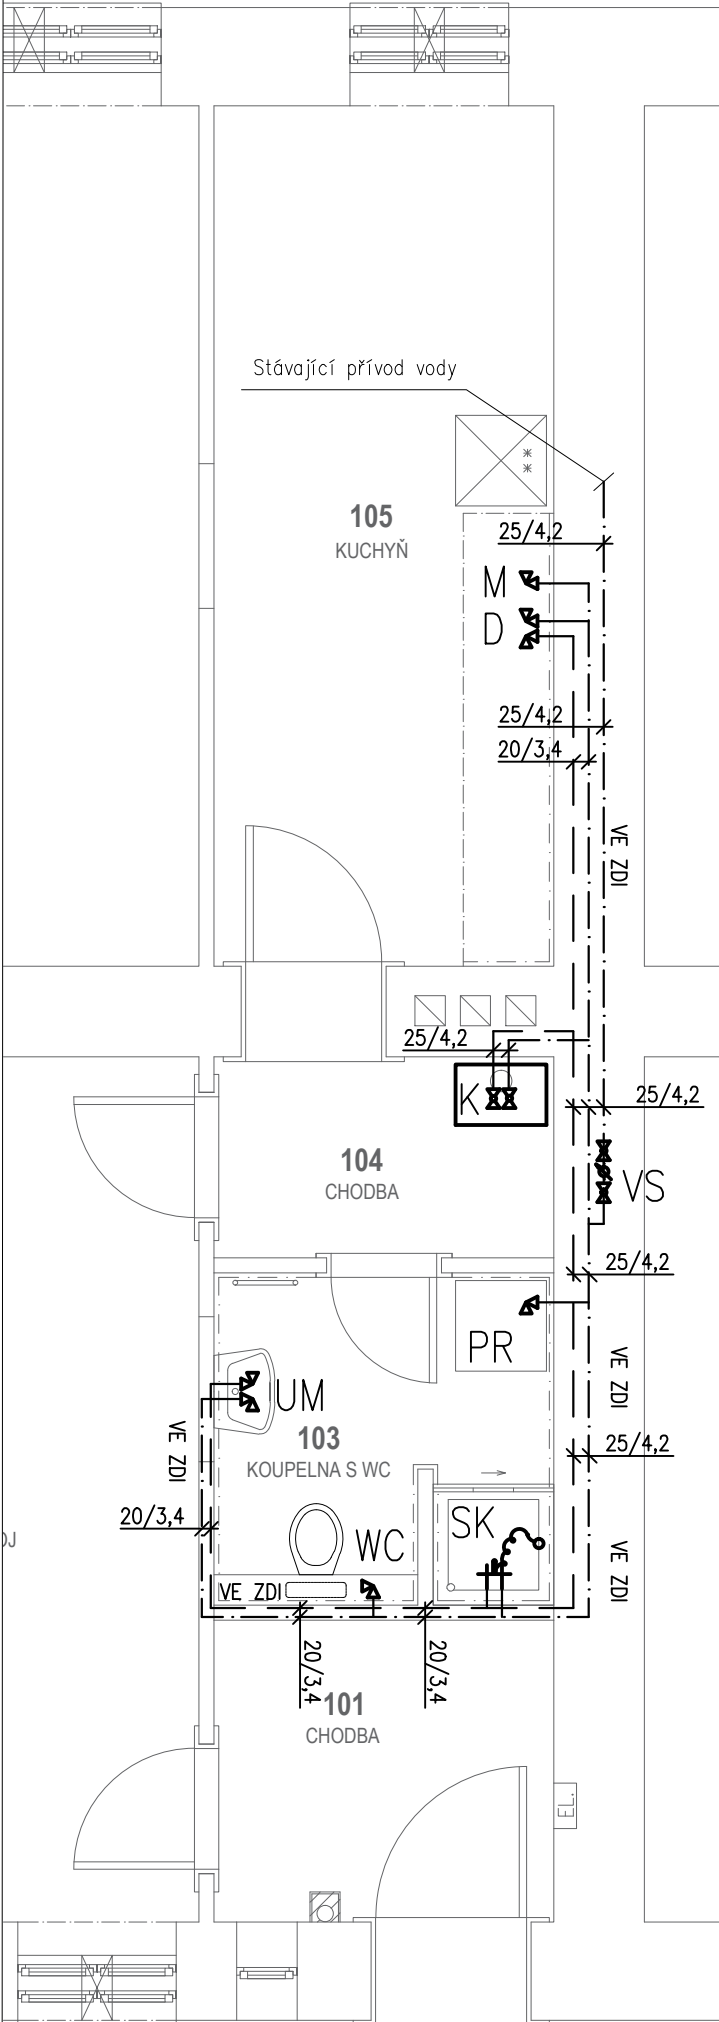 Stávající přívod vody
105
KUCHYŇ
25/4,2
M
D
25/4,2
20/3,4
VE ZDI
25/4,2
K
25/4,2
104
CHODBA
VS
25/4,2
PR
VE ZDI
UM
103
KOUPELNA S WC
VE ZDI
25/4,2
20/3,4
SK
WC
VE ZDI
VE ZDI
20/3,4
20/3,4
101
CHODBA
EL.